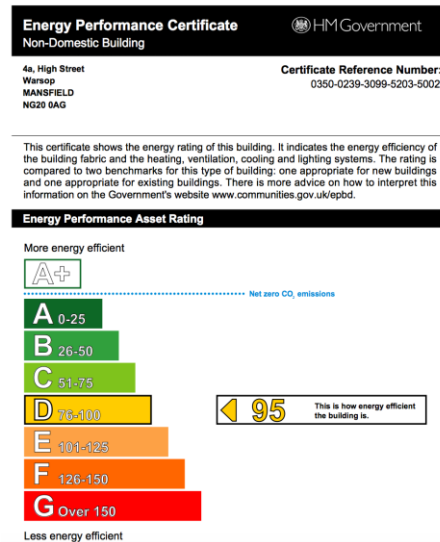 Energy Performance Certificate
Non-Domestic Building
HM Government
4a, High Street
Warsop
MANSFIELD
NG20 0AG
Certificate Reference Number:
0350-0239-3099-5203-5002
This certificate shows the energy rating of this building. It indicates the energy efficiency of
the building fabric and the heating, ventilation, cooling and lighting systems. The rating is
compared to two benchmarks for this type of building: one appropriate for new buildings
and one appropriate for existing buildings. There is more advice on how to interpret this
information on the Government's website www.communities.gov.uk/epbd.
Energy Performance Asset Rating
More energy efficient
A+
Net zero CO₂ emissions
A 0-25
B 26-50
C 51-75
D 76-100
95
This is how energy efficient
the building is.
E 101-125
F 126-150
G Over 150
Less energy efficient